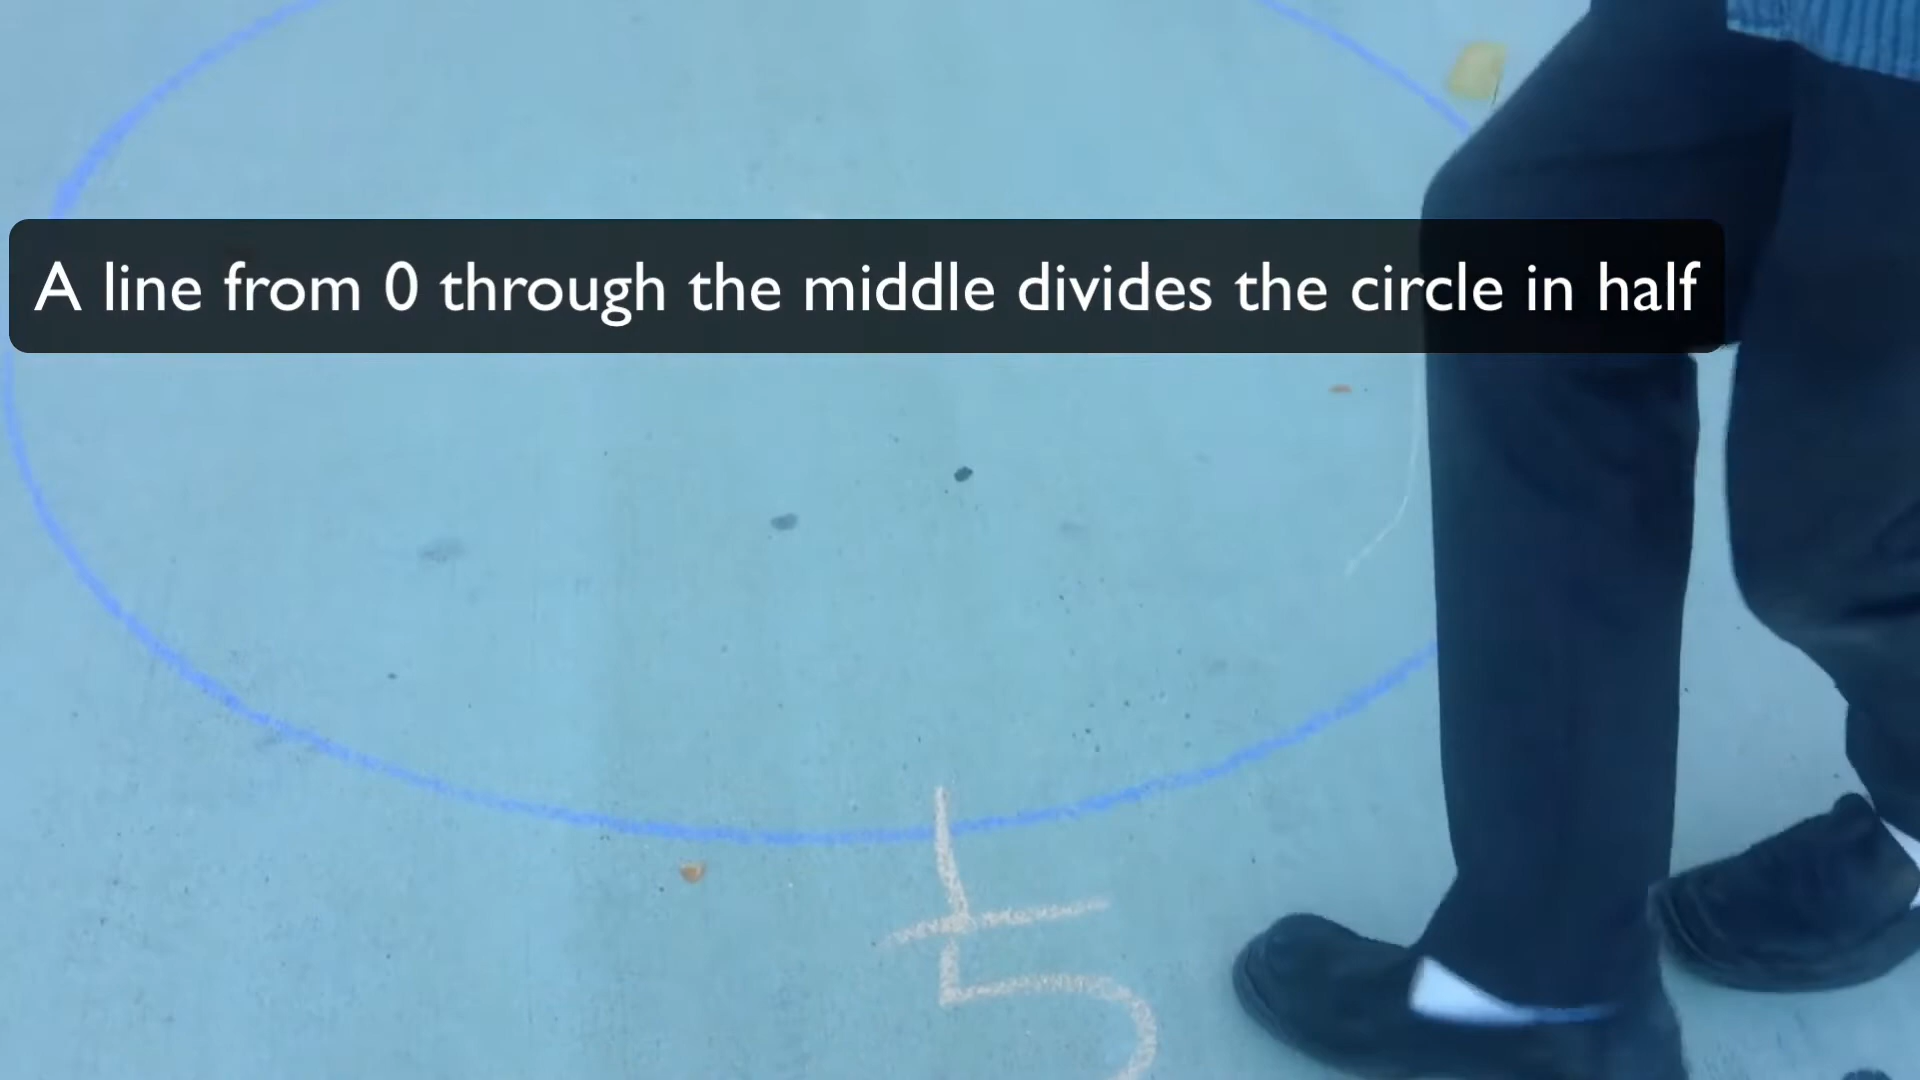 A line from 0 through the middle divides the circle in half
5